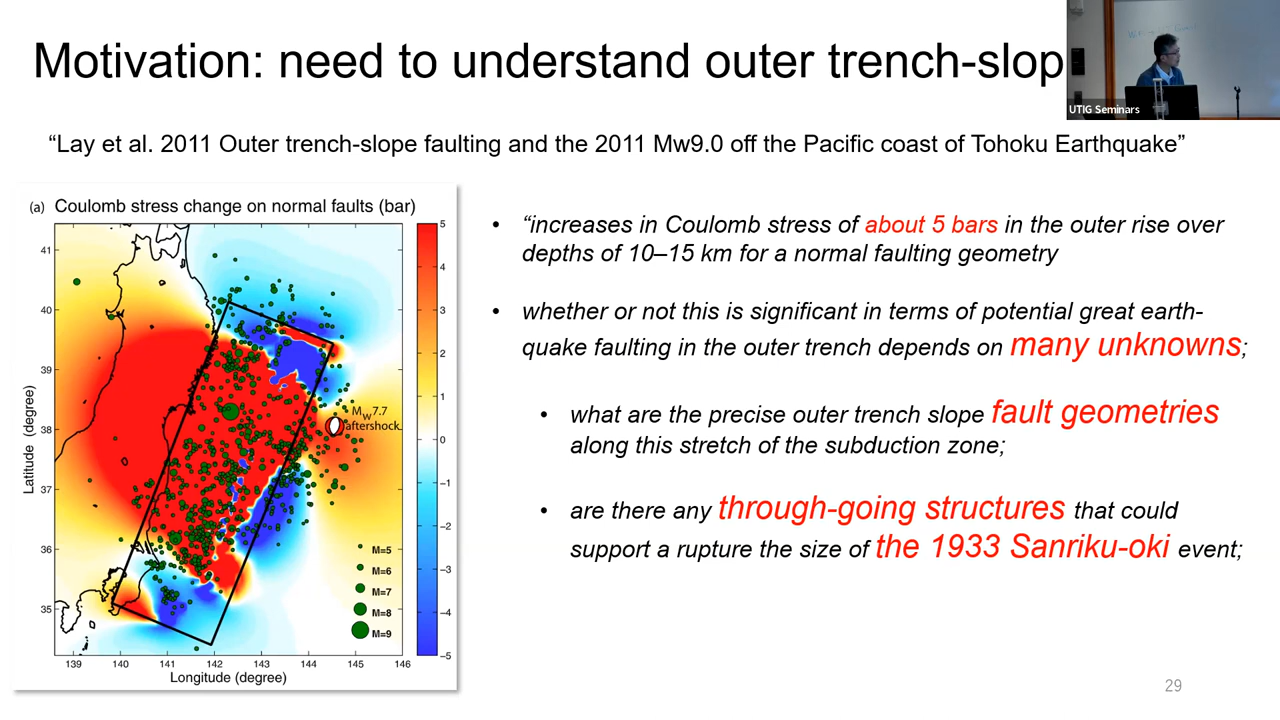 Motivation: need to understand outer trench-slop
UTIG Seminars
“Lay et al. 2011 Outer trench-slope faulting and the 2011 Mw9.0 off the Pacific coast of Tohoku Earthquake”
(a) Coulomb stress change on normal faults (bar)
41
40
39
38
37
36
35
Latitude (degree)
139 140 141 142 143 144 145 146
Longitude (degree)
Mw7.7
aftershock
M=5
M=6
M=7
M=8
M=9
5
4
3
2
1
0
−1
−2
−3
−4
−5
• “increases in Coulomb stress of about 5 bars in the outer rise over
depths of 10–15 km for a normal faulting geometry
• whether or not this is significant in terms of potential great earth-
quake faulting in the outer trench depends on many unknowns;
• what are the precise outer trench slope fault geometries
along this stretch of the subduction zone;
• are there any through-going structures that could
support a rupture the size of the 1933 Sanriku-oki event;
29